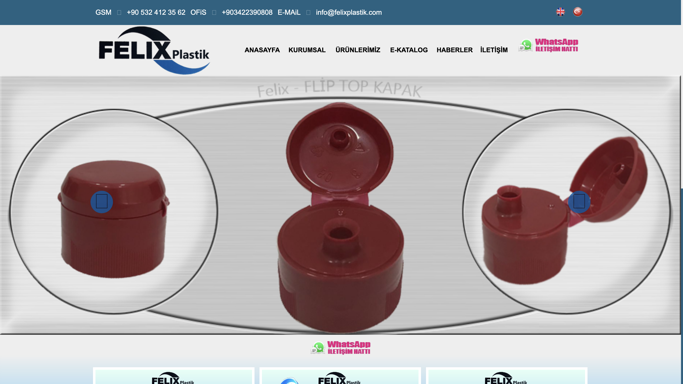 GSM :: +90 532 412 35 62 OFiS :: +903422390808 E-MAiL :: info@felixplastik.com
FELIX Plastik
ANASAYFA KURUMSAL ÜRÜNLERİMİZ E-KATALOG HABERLER İLETİŞİM
WhatsApp
İLETİŞİM HATTI
Felix - FLİP TOP KAPAK
WhatsApp
İLETİŞİM HATTI
FELIX Plastik FELIX Plastik FELIX Plastik